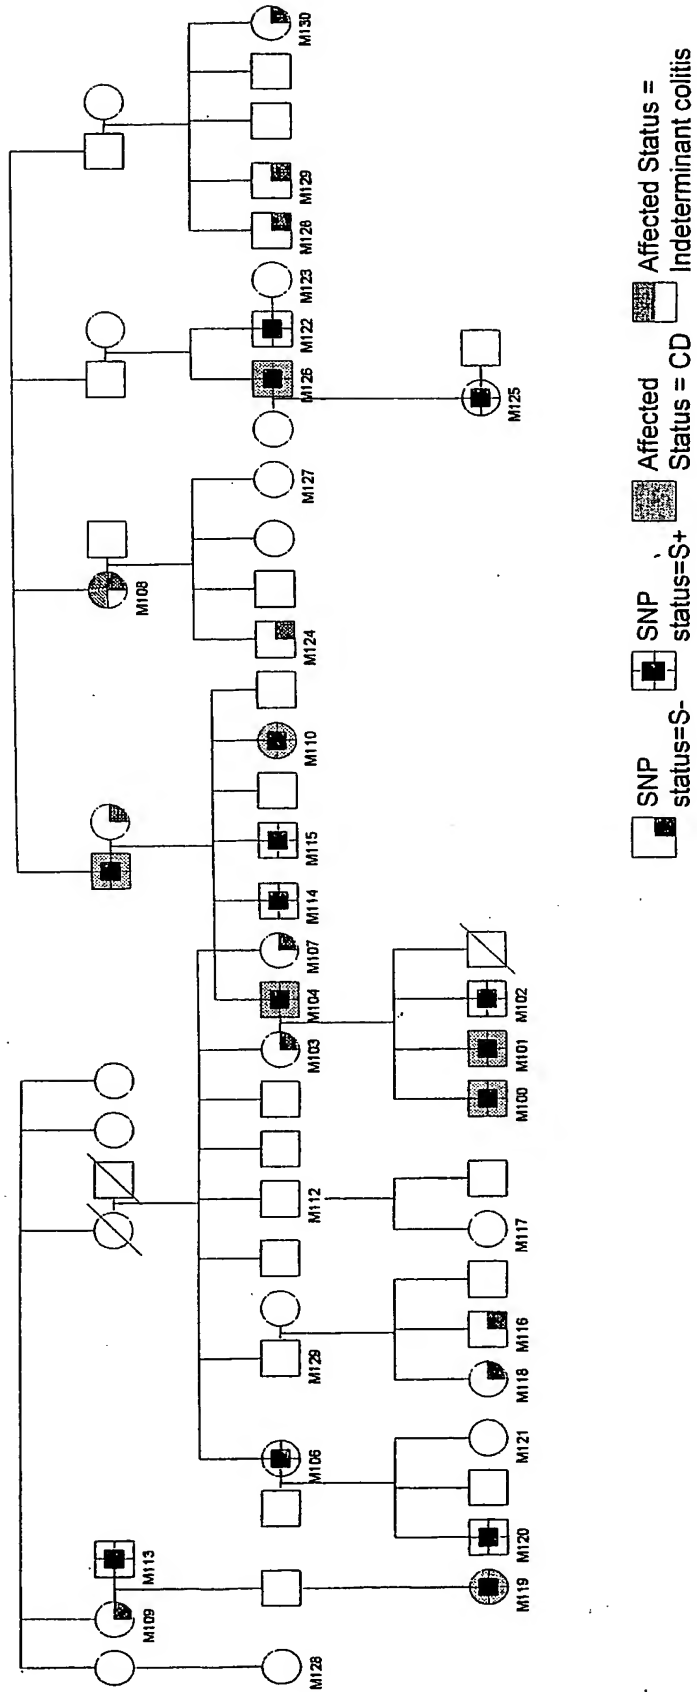 M109
M113
M108
M128
M106
M129
M112
M103
M104
M107
M114
M115
M110
M124
M127
M126
M122
M123
M128
M129
M130
M119
M120
M121
M118
M116
M117
M100
M101
M102
M125
SNP
status=S-
SNP
status=S+
Affected
Status = CD
Affected Status =
Indeterminant colitis